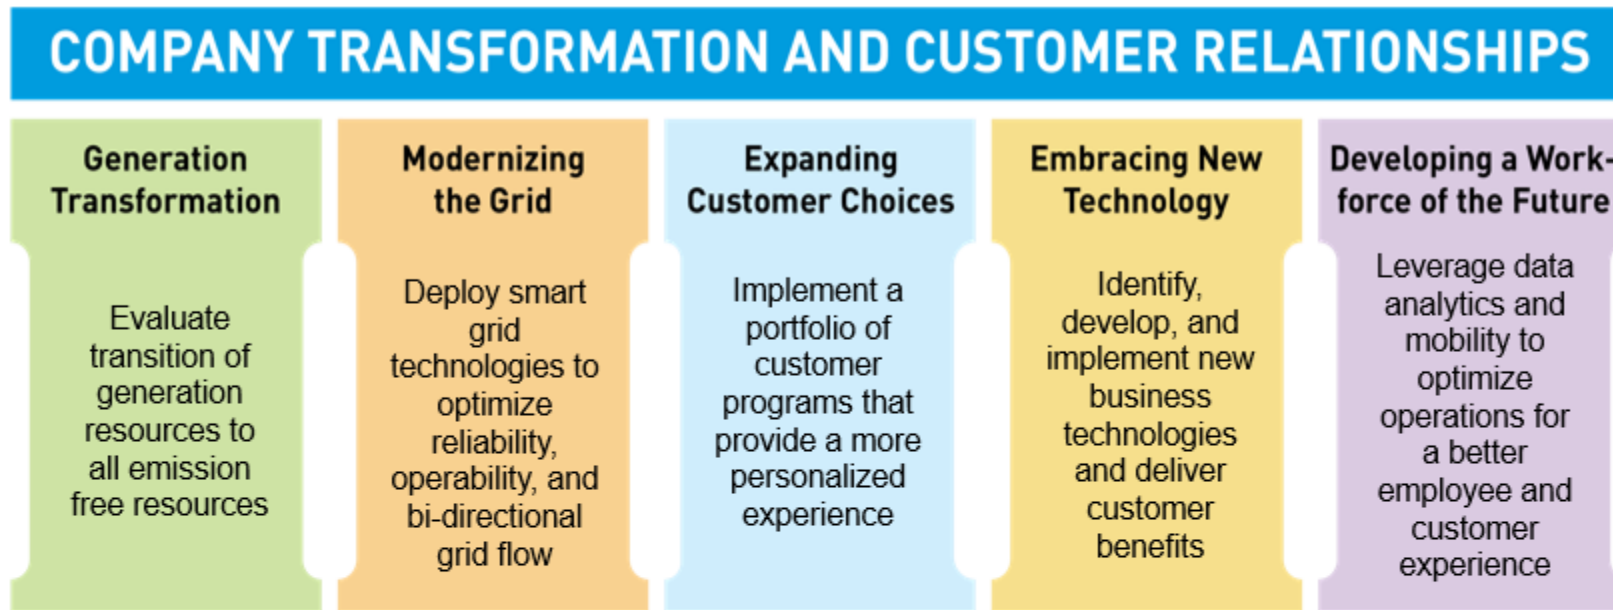 COMPANY TRANSFORMATION AND CUSTOMER RELATIONSHIPS
Generation
Transformation
Evaluate
transition of
generation
resources to
all emission
free resources
Modernizing
the Grid
Deploy smart
grid
technologies to
optimize
reliability,
operability, and
bi-directional
grid flow
Expanding
Customer Choices
Implement a
portfolio of
customer
programs that
provide a more
personalized
experience
Embracing New
Technology
Identify,
develop, and
implement new
business
technologies
and deliver
customer
benefits
Developing a Work-
force of the Future
Leverage data
analytics and
mobility to
optimize
operations for
a better
employee and
customer
experience